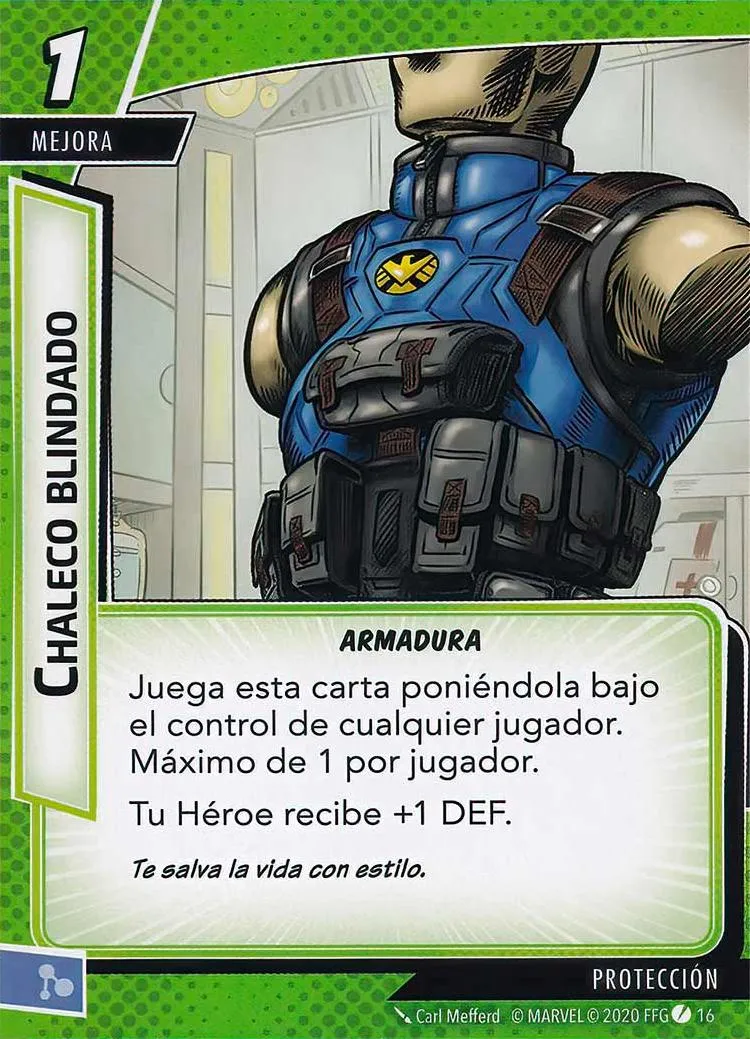 1
MEJORA
CHALECO BLINDADO
ARMADURA
Juega esta carta poniéndola bajo
el control de cualquier jugador.
Máximo de 1 por jugador.
Tu Héroe recibe +1 DEF.
Te salva la vida con estilo.
PROTECCIÓN
Carl Mefferd © MARVEL © 2020 FFG 16